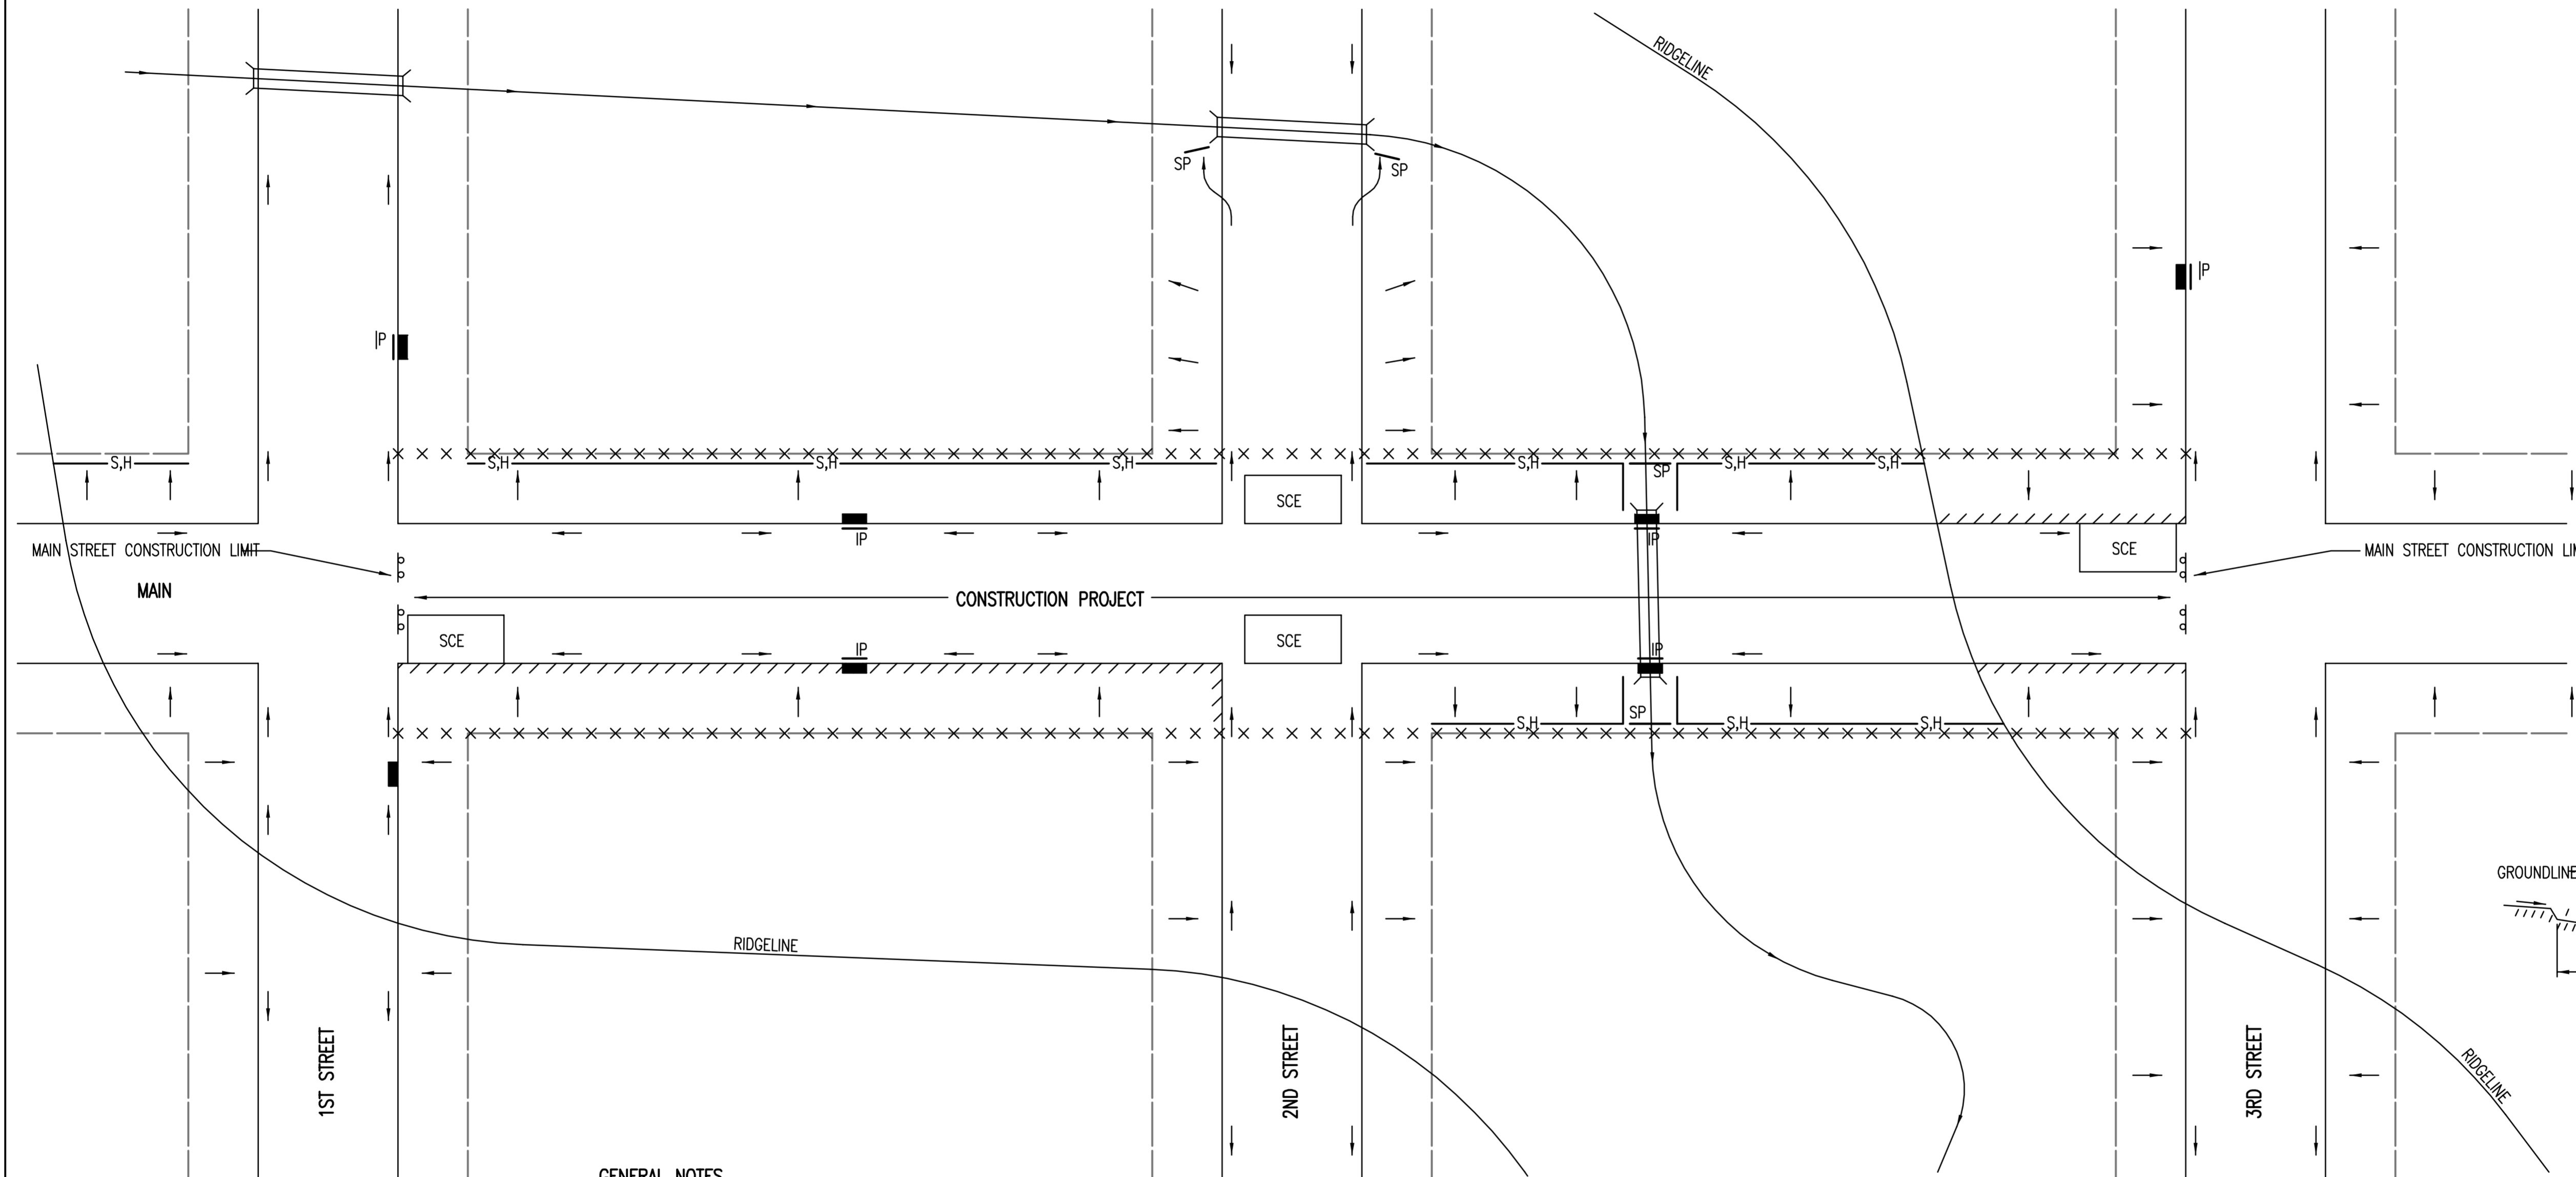 RIDGELINE
SP
SP
IP
IP
S,H
S,H
S,H
S,H
S,H
SP
S,H
S,H
SCE
IP
IP
SCE
MAIN STREET CONSTRUCTION LIMIT
MAIN STREET CONSTRUCTION LI
MAIN
CONSTRUCTION PROJECT
SCE
SCE
IP
IP
SP
S,H
S,H
S,H
GROUNDLINE
RIDGELINE
1ST STREET
2ND STREET
3RD STREET
RIDGELINE
GENERAL NOTES